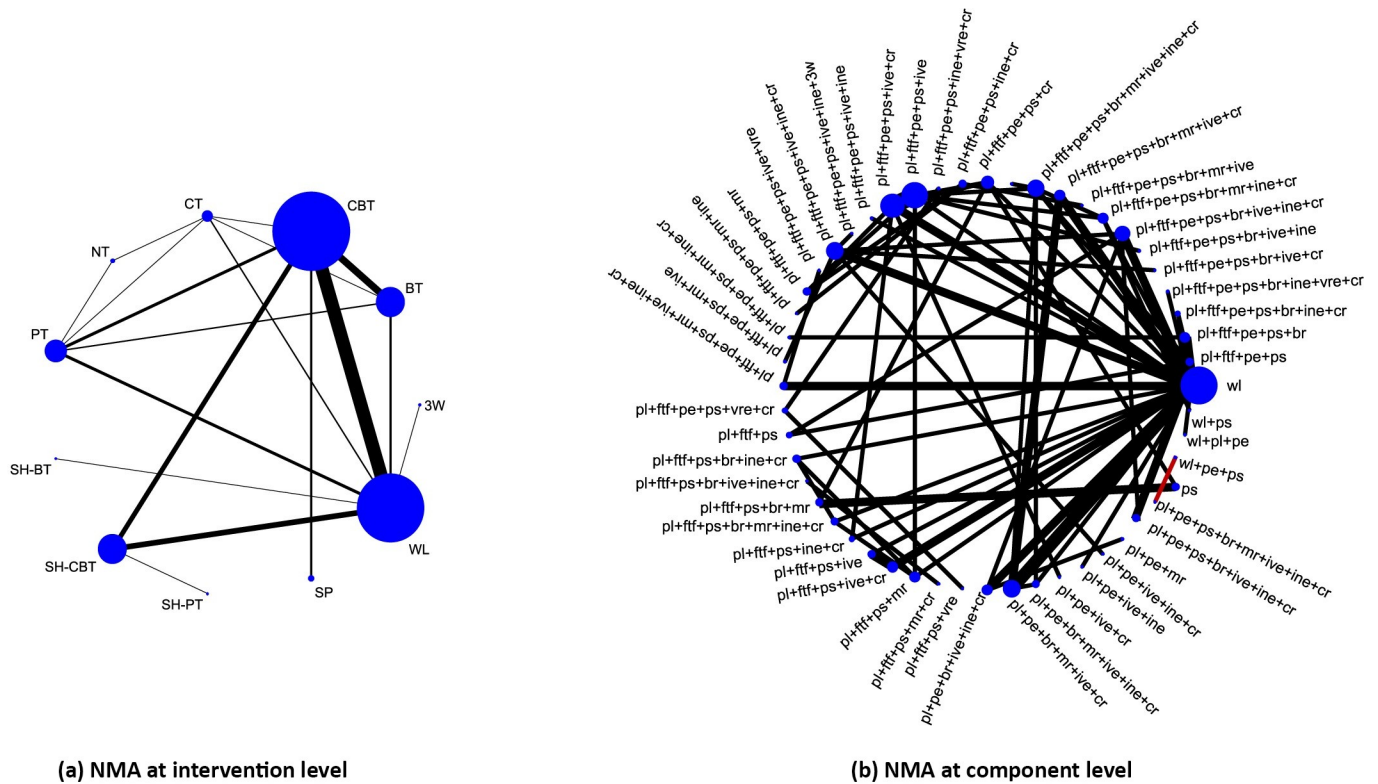 CBT
CT
NT
BT
PT
3W
SH-BT
WL
SH-CBT
SP
SH-PT
(a) NMA at intervention level
pl+ftf+pe+ps+mr+ive+ine+cr
pl+ftf+pe+ps+mr+ive
pl+ftf+pe+ps+mr+ine+cr
pl+ftf+pe+ps+mr+ine
pl+ftf+pe+ps+mr
pl+ftf+pe+ps+ive+vre
pl+ftf+pe+ps+ive+ine+cr
pl+ftf+pe+ps+ive+ine+3w
pl+ftf+pe+ps+ive+ine
pl+ftf+pe+ps+ive+cr
pl+ftf+pe+ps+ive
pl+ftf+pe+ps+ine+vre+cr
pl+ftf+pe+ps+ine+cr
pl+ftf+pe+ps+cr
pl+ftf+pe+ps+br+mr+ive+ine+cr
pl+ftf+pe+ps+br+mr+ive+cr
pl+ftf+pe+ps+br+mr+ive
pl+ftf+pe+ps+br+mr+ine+cr
pl+ftf+pe+ps+br+ive+ine+cr
pl+ftf+pe+ps+br+ive+ine
pl+ftf+pe+ps+br+ive+cr
pl+ftf+pe+ps+br+ine+vre+cr
pl+ftf+pe+ps+br+ine+cr
pl+ftf+pe+ps+br
pl+ftf+pe+ps
wl
wl+ps
wl+pl+pe
wl+pe+ps
ps
pl+pe+ps+br+mr+ive+ine+cr
pl+pe+ps+br+ive+ine+cr
pl+pe+mr
pl+pe+ive+ine+cr
pl+pe+ive+ine
pl+pe+ive+cr
pl+pe+br+mr+ive+ine+cr
pl+pe+br+mr+ive+cr
pl+pe+br+ive+ine+cr
pl+ftf+ps+vre
pl+ftf+ps+mr+cr
pl+ftf+ps+mr
pl+ftf+ps+ive+cr
pl+ftf+ps+ive
pl+ftf+ps+ine+cr
pl+ftf+ps+br+mr+ine+cr
pl+ftf+ps+br+mr
pl+ftf+ps+br+ive+ine+cr
pl+ftf+ps+br+ine+cr
pl+ftf+ps
pl+ftf+pe+ps+vre+cr
(b) NMA at component level